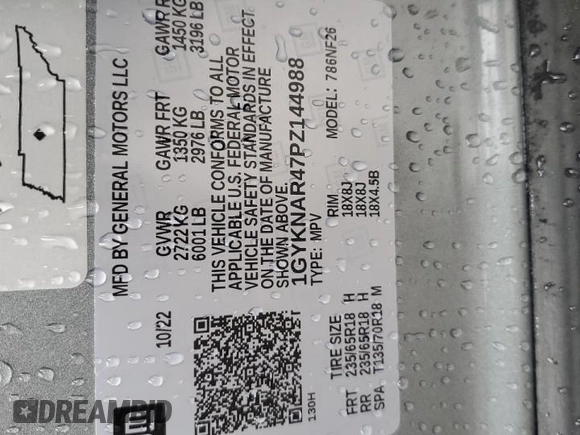 MFD BY GENERAL MOTORS LLC
10/22
GVWR GAWR FRT GAWR R
2722KG 1350 KG 1450 KG
6001 LB 2976 LB 3196 LB
THIS VEHICLE CONFORMS TO ALL
APPLICABLE U.S. FEDERAL MOTOR
VEHICLE SAFETY STANDARDS IN EFFECT
ON THE DATE OF MANUFACTURE
SHOWN ABOVE.
1GYKNAR47PZ144988
TYPE: MPV MODEL: 786NF26
130H
TIRE SIZE RIM
FRT 235/65R18 H 18X8J
RR 235/65R18 H 18X8J
SPA T135/70R18 M 18X4.5B
DREAMBID